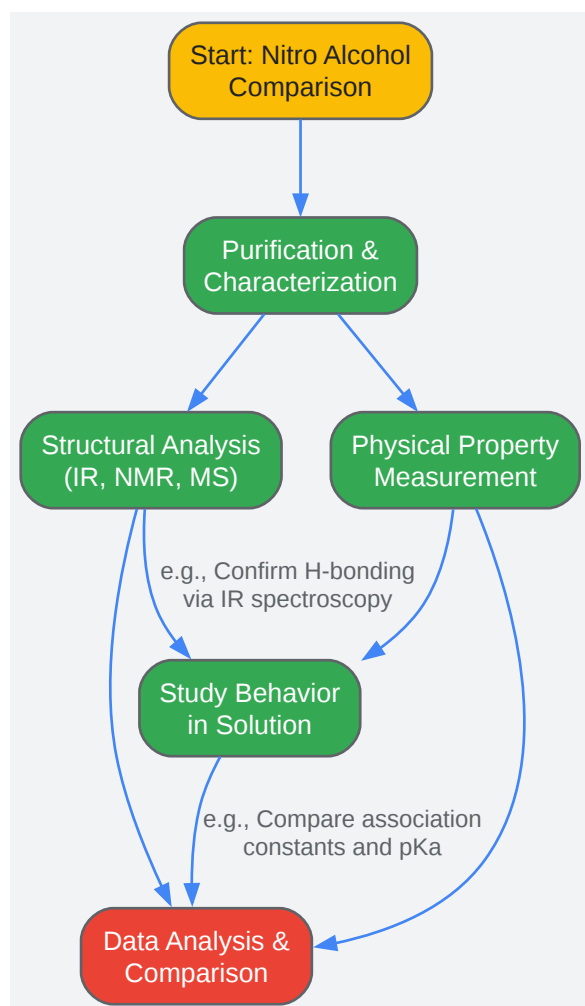 Start: Nitro Alcohol
Comparison
Purification &
Characterization
Structural Analysis
(IR, NMR, MS)
Physical Property
Measurement
e.g., Confirm H-bonding
via IR spectroscopy
Study Behavior
in Solution
e.g., Compare association
constants and pKa
Data Analysis &
Comparison